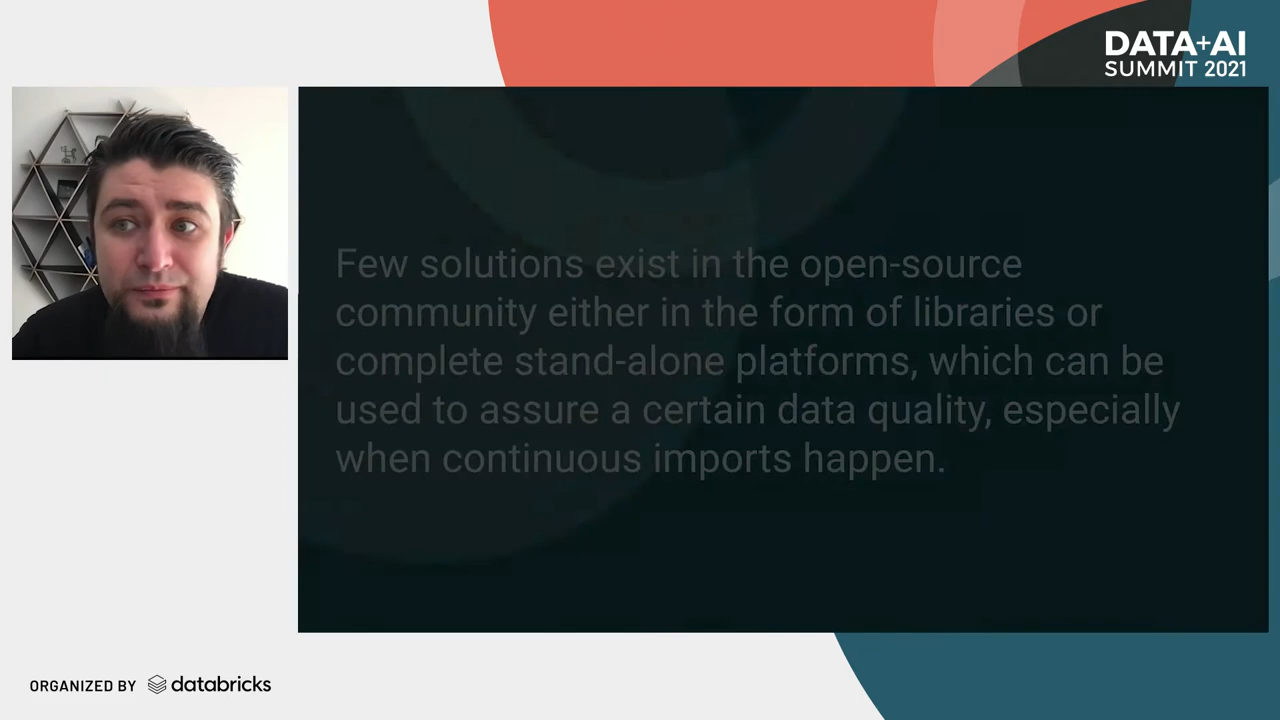 DATA+AI
SUMMIT 2021
Few solutions exist in the open-source
community either in the form of libraries or
complete stand-alone platforms, which can be
used to assure a certain data quality, especially
when continuous imports happen.
ORGANIZED BY databricks